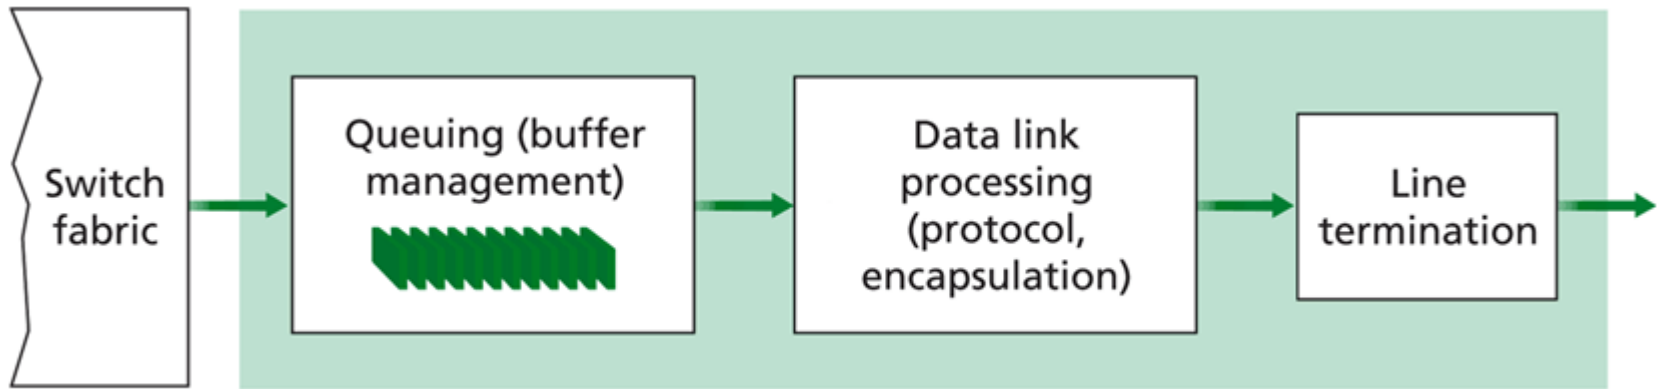 Switch
fabric
Queuing (buffer
management)
Data link
processing
(protocol,
encapsulation)
Line
termination